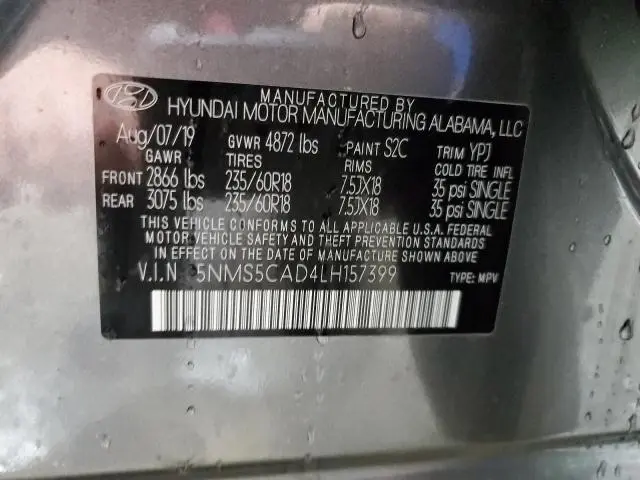 MANUFACTURED BY
HYUNDAI MOTOR MANUFACTURING ALABAMA, LLC
Aug/07/19 GVWR 4872 lbs PAINT S2C TRIM YPJ
GAWR TIRES RIMS COLD TIRE INFL
FRONT 2866 lbs 235/60R18 7.5JX18 35 psi SINGLE
REAR 3075 lbs 235/60R18 7.5JX18 35 psi SINGLE
THIS VEHICLE CONFORMS TO ALL APPLICABLE U.S.A. FEDERAL
MOTOR VEHICLE SAFETY BUMPER, AND THEFT PREVENTION STANDARDS
IN EFFECT ON THE DATE OF MANUFACTURE SHOWN ABOVE.
V.I.N 5NMS5CAD4LH157399 TYPE: MPV